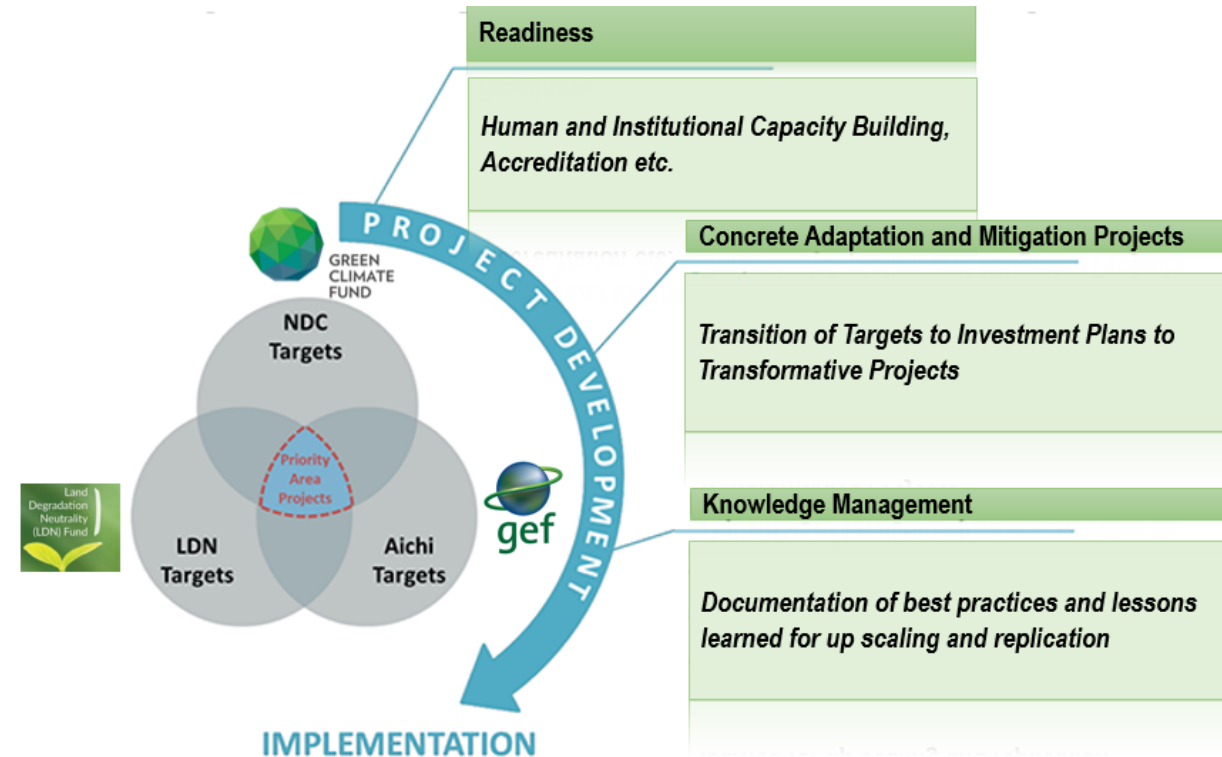 Readiness
Human and Institutional Capacity Building,
Accreditation etc.
PROJECT DEVELOPMENT
GREEN
CLIMATE
FUND
Concrete Adaptation and Mitigation Projects
Transition of Targets to Investment Plans to
Transformative Projects
NDC
Targets
Priority
Area
Projects
Land
Degradation
Neutrality
(LDN) Fund
LDN
Targets
Aichi
Targets
gef
Knowledge Management
Documentation of best practices and lessons
learned for up scaling and replication
IMPLEMENTATION